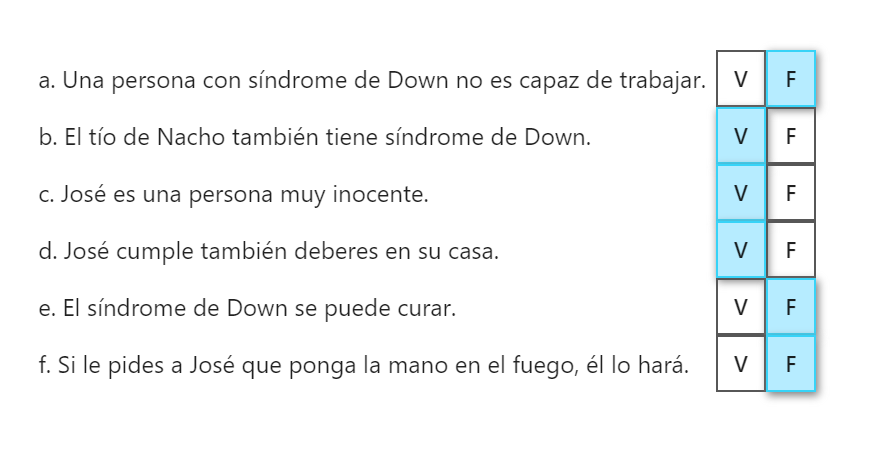 a. Una persona con síndrome de Down no es capaz de trabajar. V F
b. El tío de Nacho también tiene síndrome de Down. V F
c. José es una persona muy inocente. V F
d. José cumple también deberes en su casa. V F
e. El síndrome de Down se puede curar. V F
f. Si le pides a José que ponga la mano en el fuego, él lo hará. V F